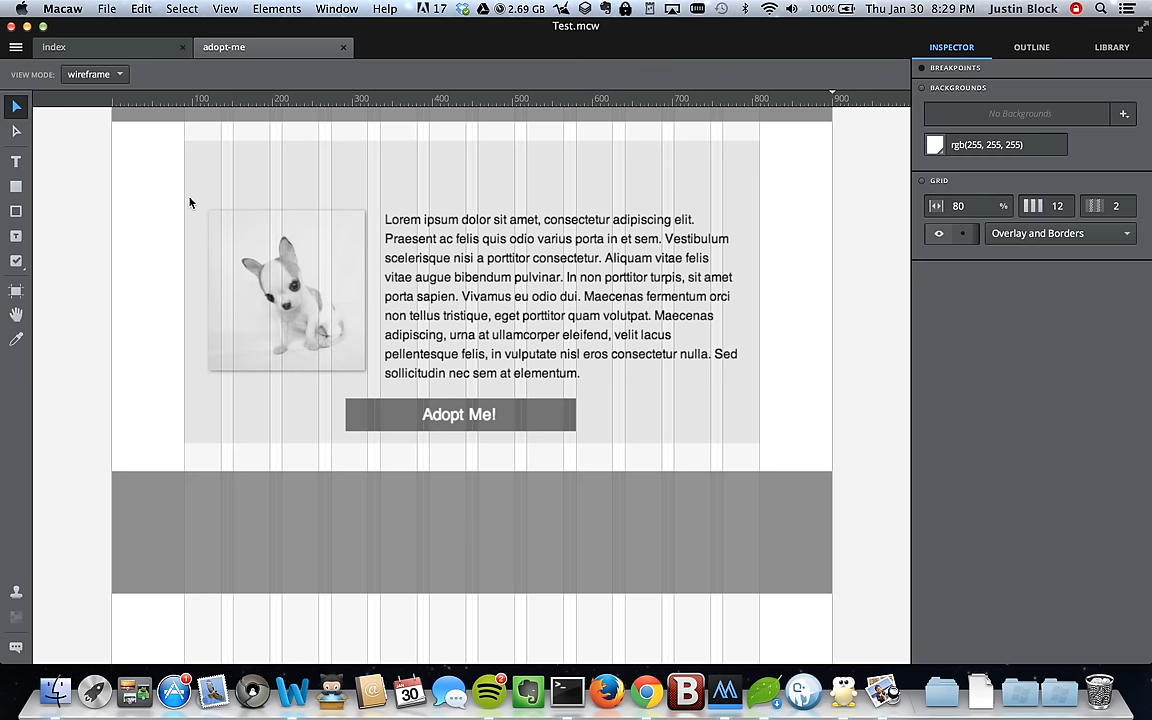 Macaw File Edit Select View Elements Window Help 17 2.69 GB 100% Thu Jan 30 8:29 PM Justin Block
Test.mcw
index × adopt-me × INSPECTOR OUTLINE LIBRARY
VIEW MODE: wireframe
BREAKPOINTS
BACKGROUNDS
No Backgrounds
rgb(255, 255, 255)
GRID
80 % 12 2
Overlay and Borders
100 200 300 400 500 600 700 800 900
Lorem ipsum dolor sit amet, consectetur adipiscing elit.
Praesent ac felis quis odio varius porta in et sem. Vestibulum
scelerisque nisi a porttitor consectetur. Aliquam vitae felis
vitae augue bibendum pulvinar. In non porttitor turpis, sit amet
porta sapien. Vivamus eu odio dui. Maecenas fermentum orci
non tellus tristique, eget porttitor quam volutpat. Maecenas
adipiscing, urna at ullamcorper eleifend, velit lacus
pellentesque felis, in vulputate nisl eros consectetur nulla. Sed
sollicitudin nec sem at elementum.
Adopt Me!
JAN
30